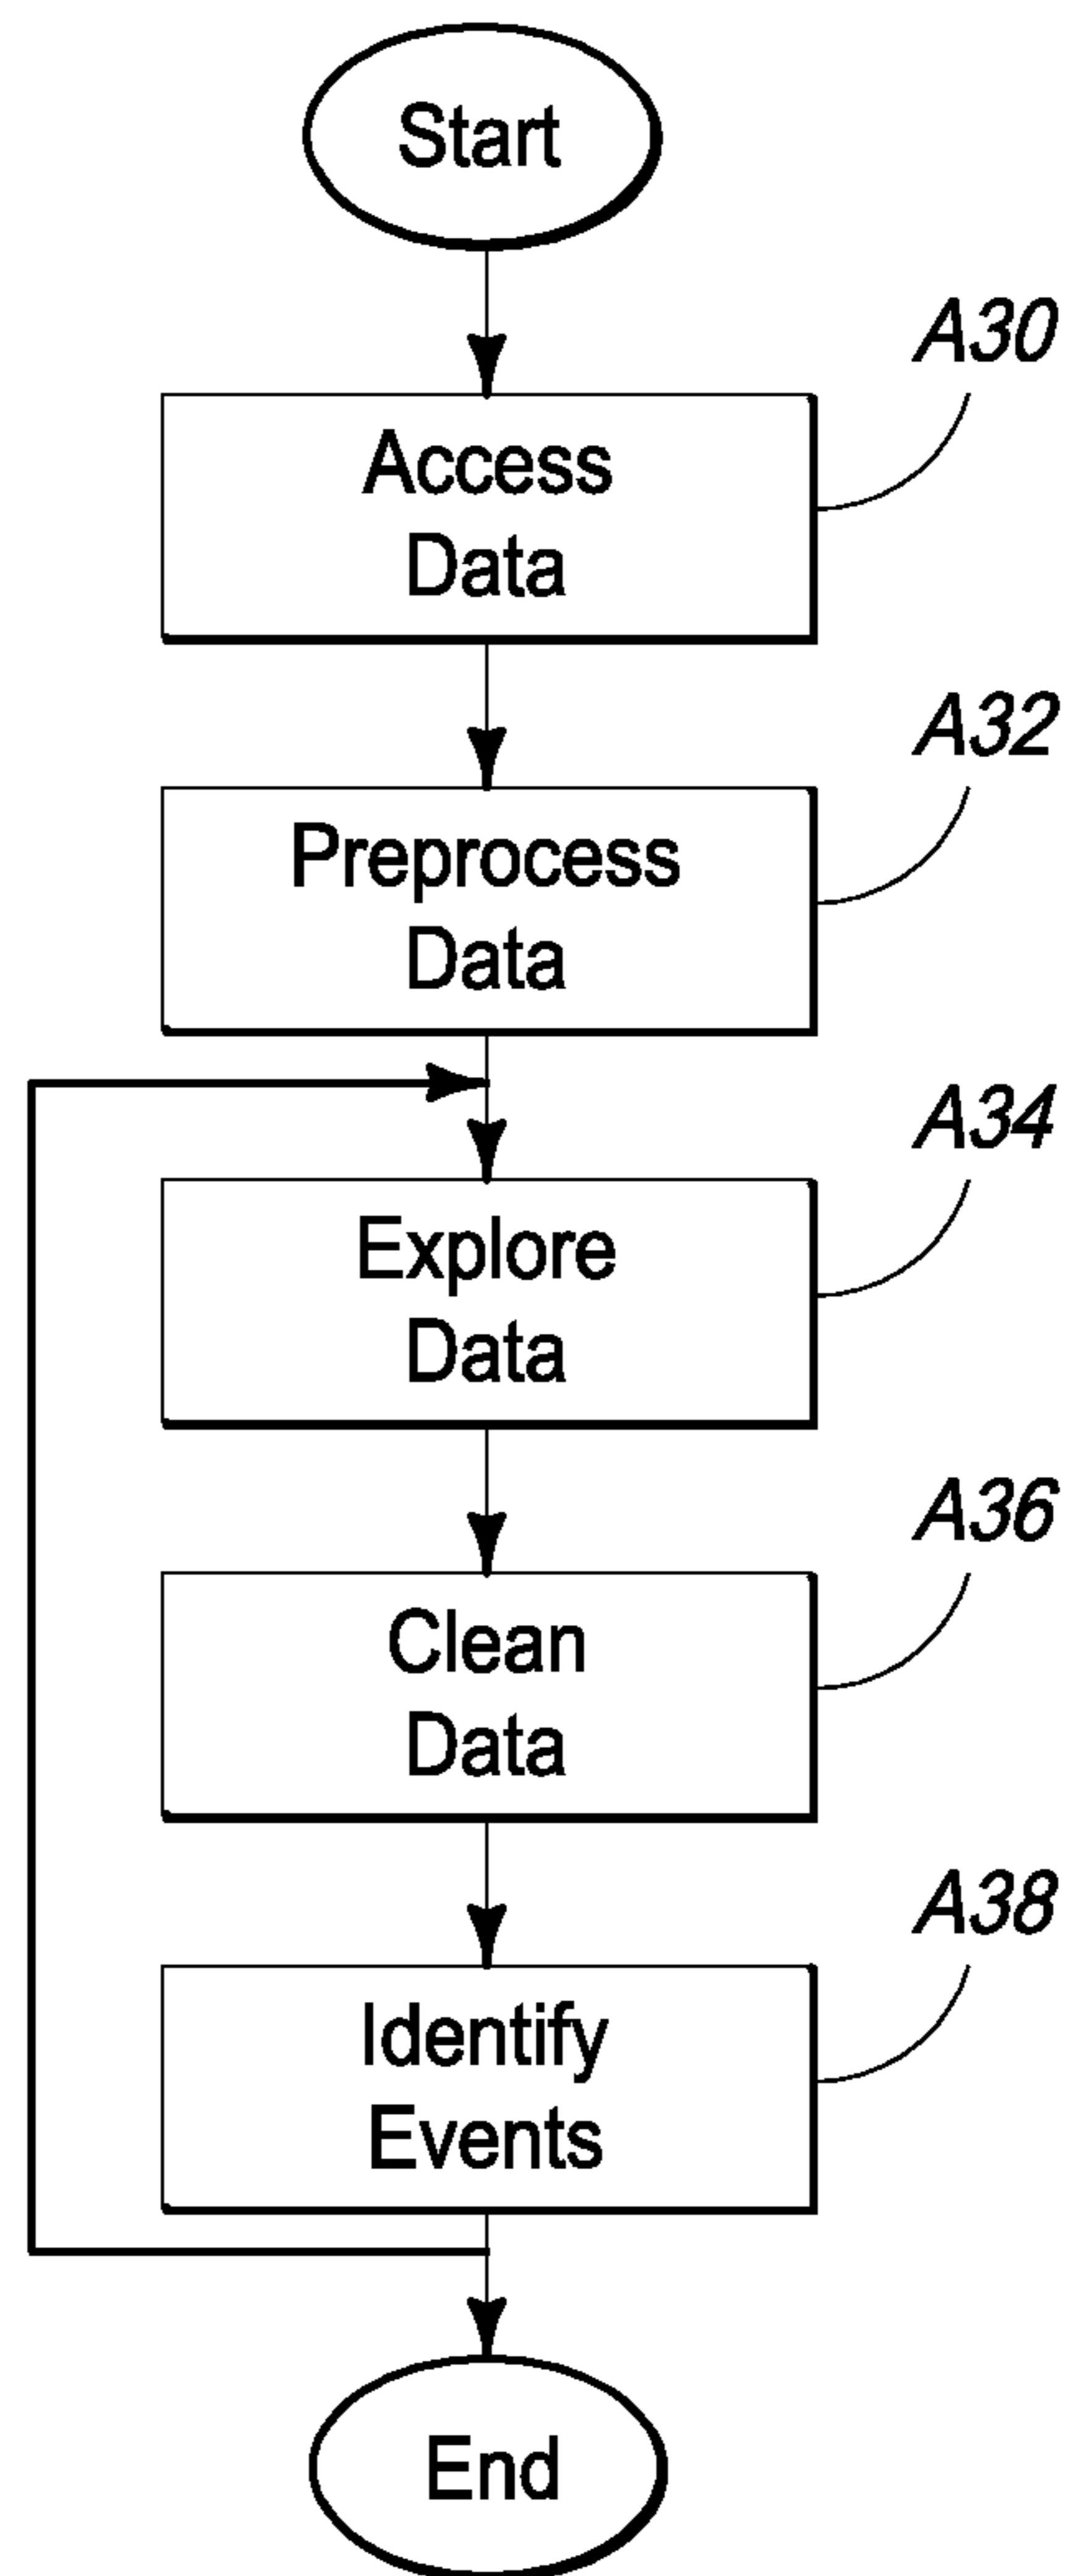 Start
A30
Access
Data
A32
Preprocess
Data
A34
Explore
Data
A36
Clean
Data
A38
Identify
Events
End